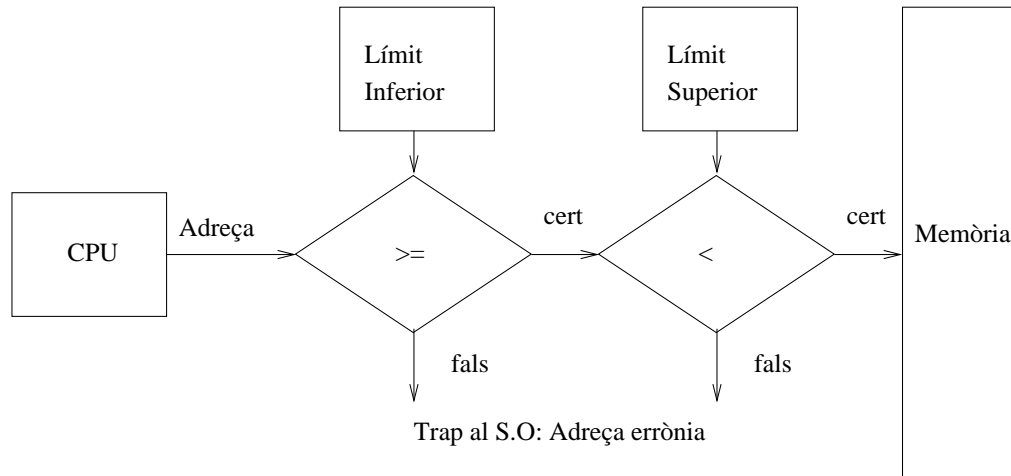 Límit
Inferior
Límit
Superior
CPU
Adreça
>=
cert
<
cert
Memòria
fals
fals
Trap al S.O: Adreça errònia